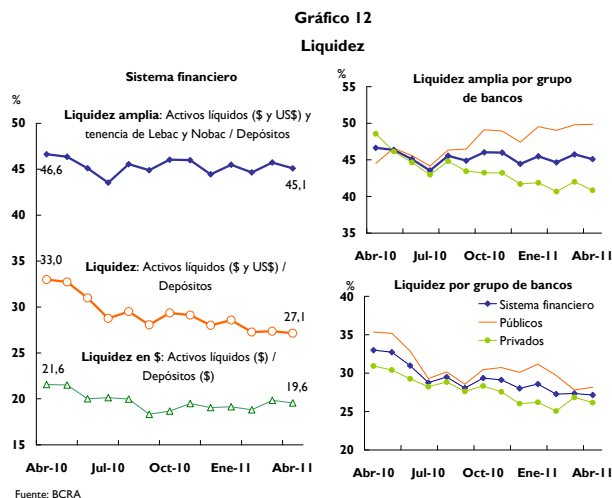 Gráfico 12
Liquidez
Sistema financiero
%
Liquidez amplia: Activos líquidos ($ y US$) y
tenencia de Lebac y Nobac / Depósitos
50
45
40
35
30
25
20
15
46,6
45,1
33,0
Liquidez: Activos líquidos ($ y US$) /
Depósitos
27,1
Liquidez en $: Activos líquidos ($) /
Depósitos ($)
21,6
19,6
Abr-10 Jul-10 Oct-10 Ene-11 Abr-11
Liquidez amplia por grupo
de bancos
%
55
50
45
40
35
Abr-10 Jul-10 Oct-10 Ene-11 Abr-11
Liquidez por grupo de bancos
%
40
35
30
25
20
Sistema financiero
Públicos
Privados
Abr-10 Jul-10 Oct-10 Ene-11 Abr-11
Fuente: BCRA